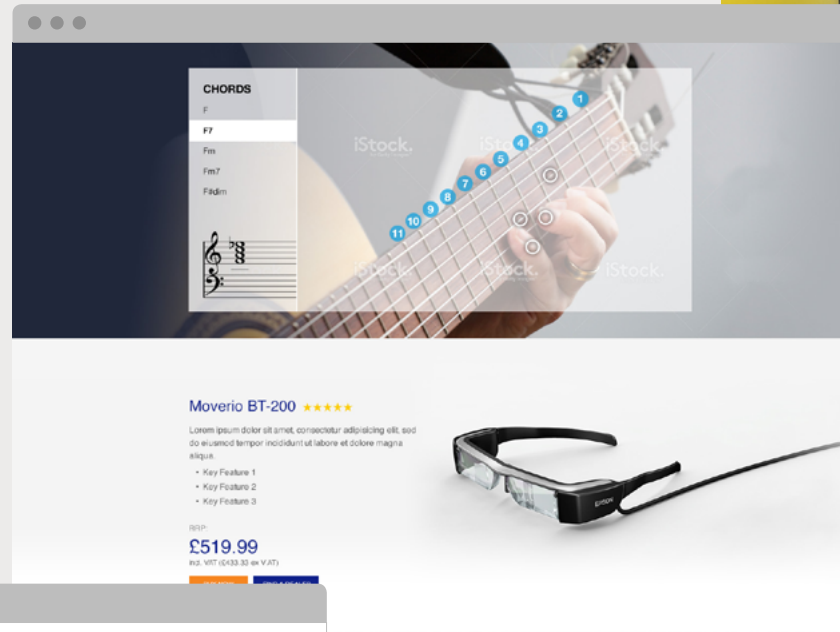 CHORDS
F
F7
Fm
Fm7
F#dim
1
2
3
4
5
6
7
8
9
10
11
iStock.
iStock.
iStock.
iStock.
iStock.
iStock.
Moverio BT-200
Lorem ipsum dolor sit amet, consectetur adipisicing elit, sed
do eiusmod tempor incididunt ut labore et dolore magna
aliqua.
• Key Feature 1
• Key Feature 2
• Key Feature 3
RRP:
£519.99
incl. VAT (£433.33 ex VAT)
EPSON